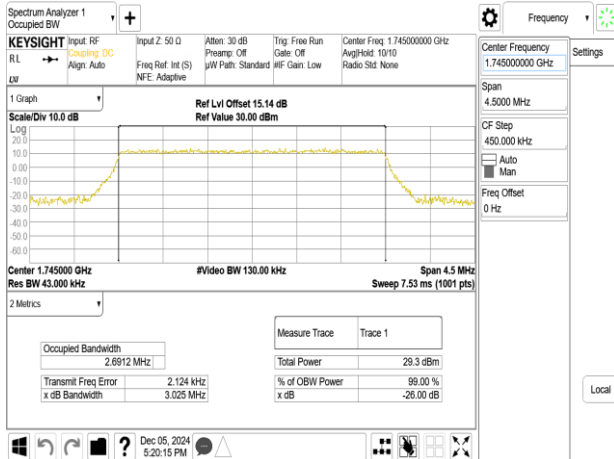 Spectrum Analyzer 1
Occupied BW
+
Frequency
KEYSIGHT
RL
Input: RF
Coupling: DC
Align: Auto
Input Z: 50 Ω
Freq Ref: Int (S)
NFE: Adaptive
Atten: 30 dB
Preamp: Off
µW Path: Standard
Trig: Free Run
Gate: Off
#IF Gain: Low
Center Freq: 1.745000000 GHz
Avg|Hold: 10/10
Radio Std: None
LXI
Center Frequency
1.745000000 GHz
Settings
Span
4.5000 MHz
CF Step
450.000 kHz
Auto
Man
Freq Offset
0 Hz
Local
1 Graph
Scale/Div 10.0 dB
Ref Lvl Offset 15.14 dB
Ref Value 30.00 dBm
Log
20.0
10.0
0.00
-10.0
-20.0
-30.0
-40.0
-50.0
-60.0
Center 1.745000 GHz
#Video BW 130.00 kHz
Span 4.5 MHz
Res BW 43.000 kHz
Sweep 7.53 ms (1001 pts)
2 Metrics
Measure Trace Trace 1
Occupied Bandwidth
2.6912 MHz
Total Power 29.3 dBm
Transmit Freq Error 2.124 kHz
% of OBW Power 99.00 %
x dB Bandwidth 3.025 MHz
x dB -26.00 dB
?
Dec 05, 2024
5:20:15 PM